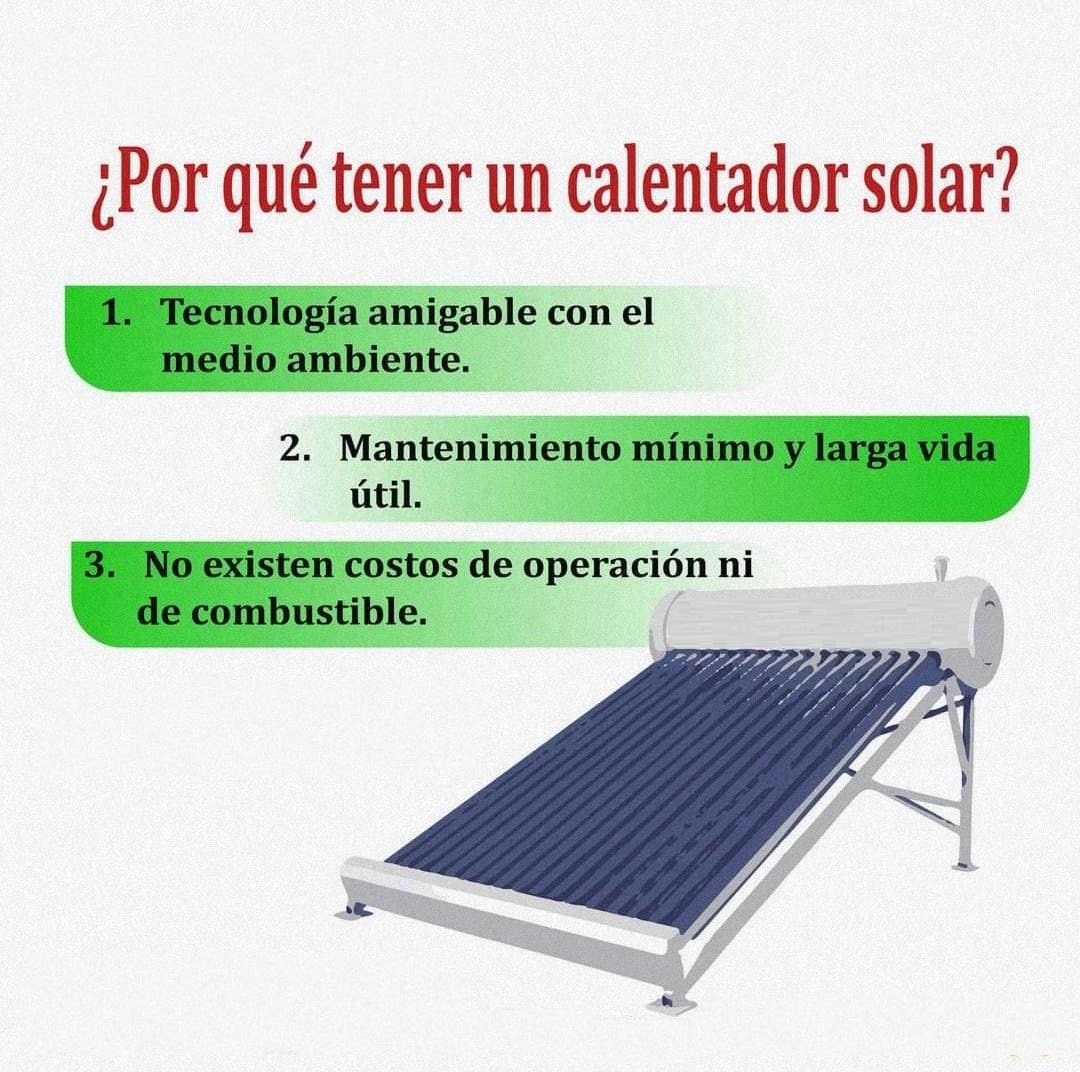 ¿Por qué tener un calentador solar?
1. Tecnología amigable con el
medio ambiente.
2. Mantenimiento mínimo y larga vida
útil.
3. No existen costos de operación ni
de combustible.